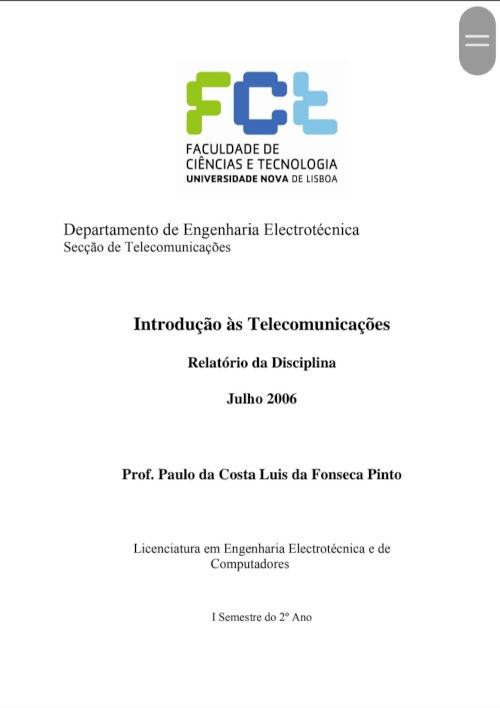 FCt
FACULDADE DE
CIÊNCIAS E TECNOLOGIA
UNIVERSIDADE NOVA DE LISBOA
Departamento de Engenharia Electrotécnica
Secção de Telecomunicações
Introdução às Telecomunicações
Relatório da Disciplina
Julho 2006
Prof. Paulo da Costa Luis da Fonseca Pinto
Licenciatura em Engenharia Electrotécnica e de
Computadores
I Semestre do 2º Ano